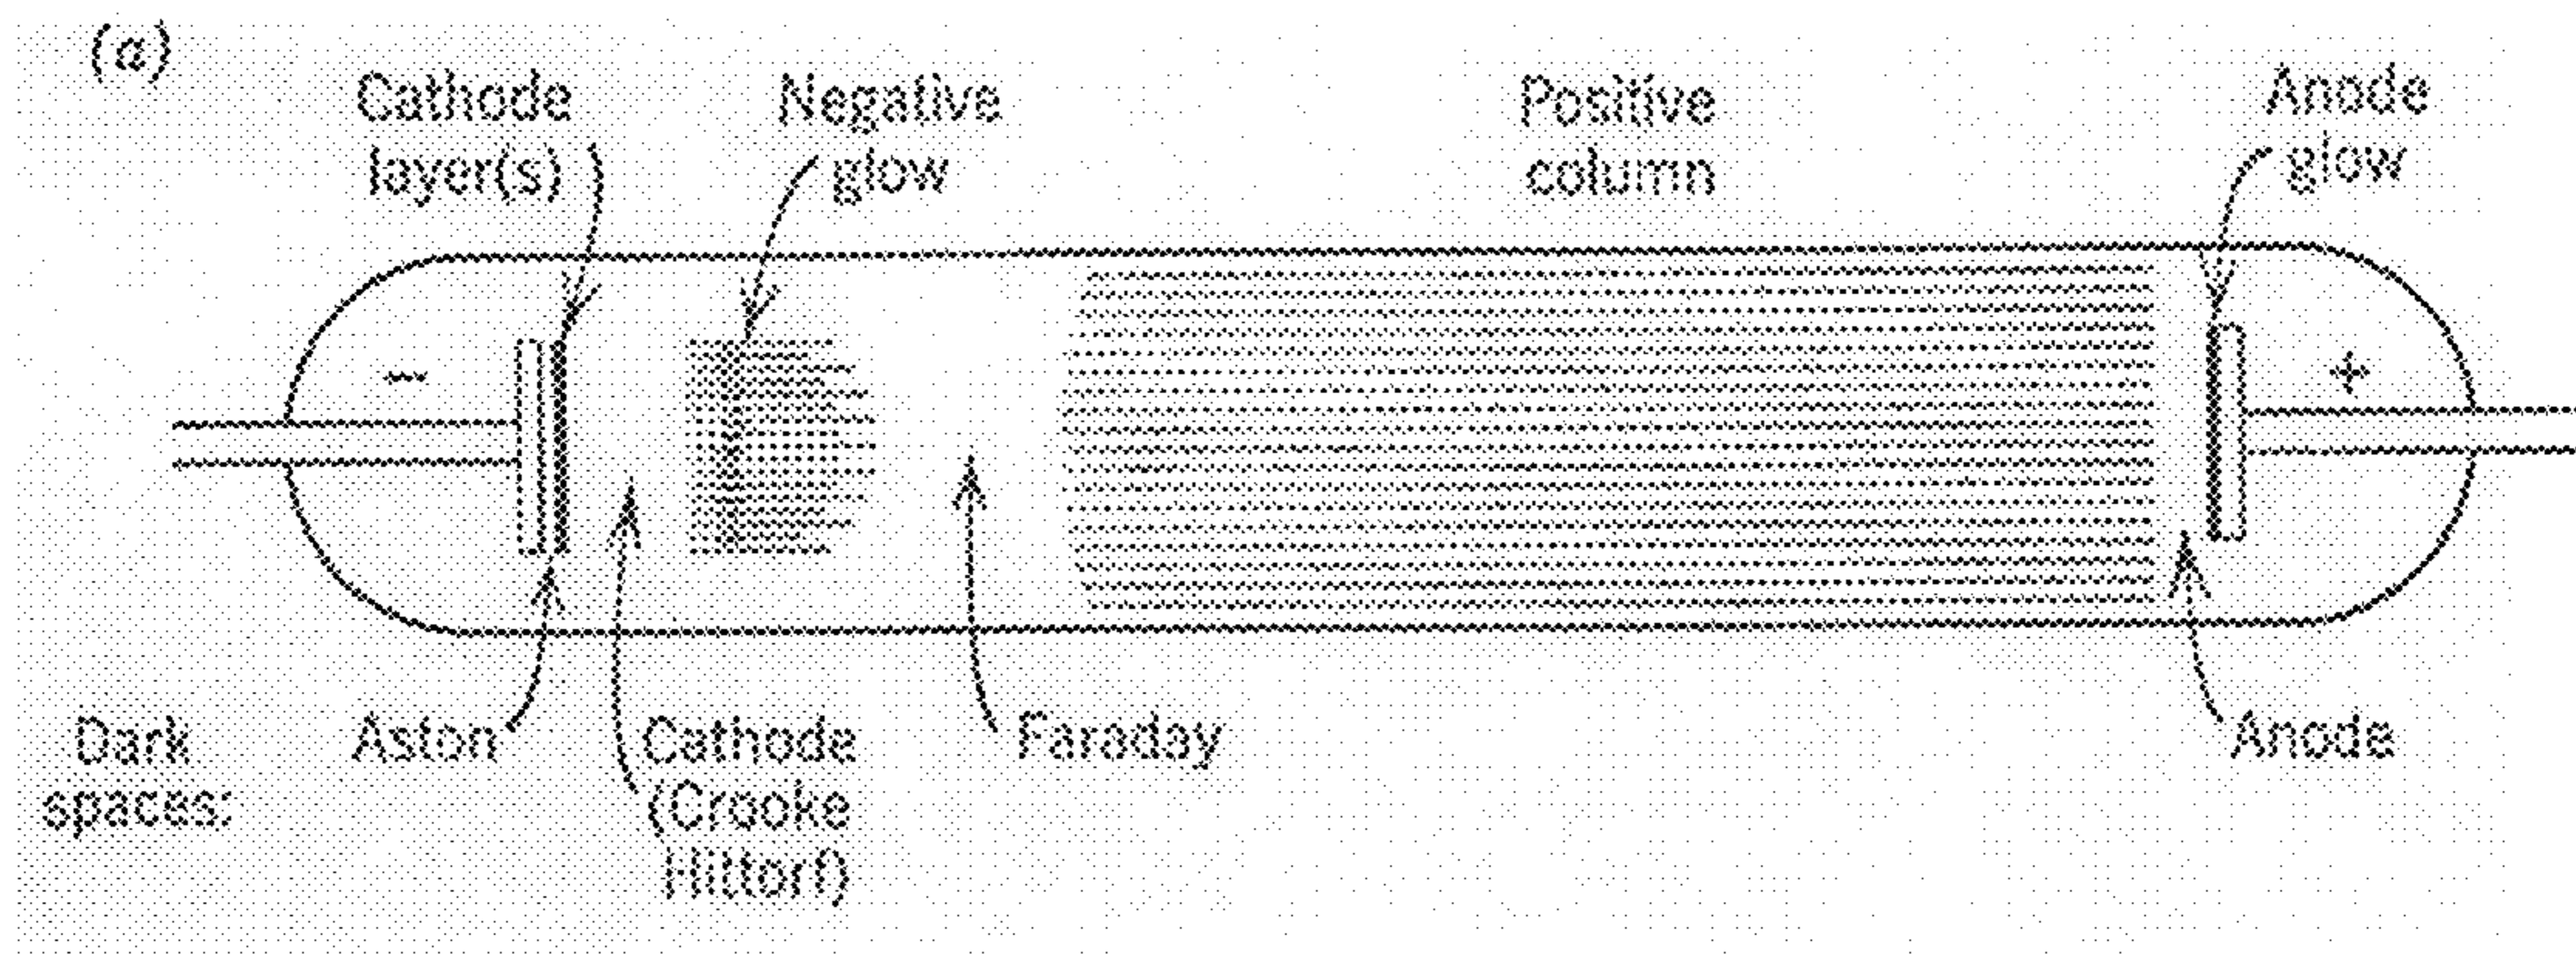 (a)
Cathode
layer(s)
Negative
glow
Positive
column
Anode
glow
−
+
Dark
spaces:
Aston
Cathode
(Crooke
Hittorf)
Faraday
Anode